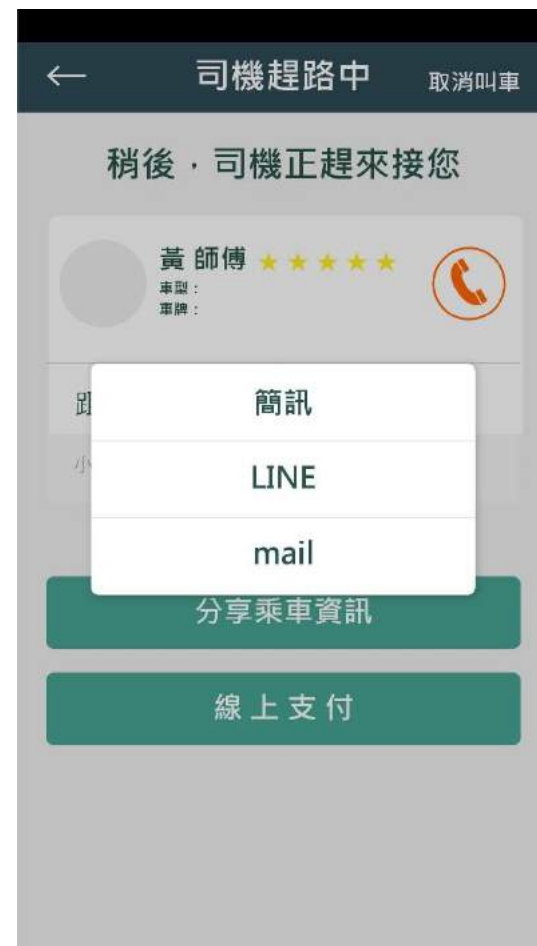 司機趕路中
取消叫車
稍後，司機正趕來接您
黃 師傅 ★★★★★
車型：
車牌：
跟
簡訊
小
LINE
mail
分享乘車資訊
線上支付